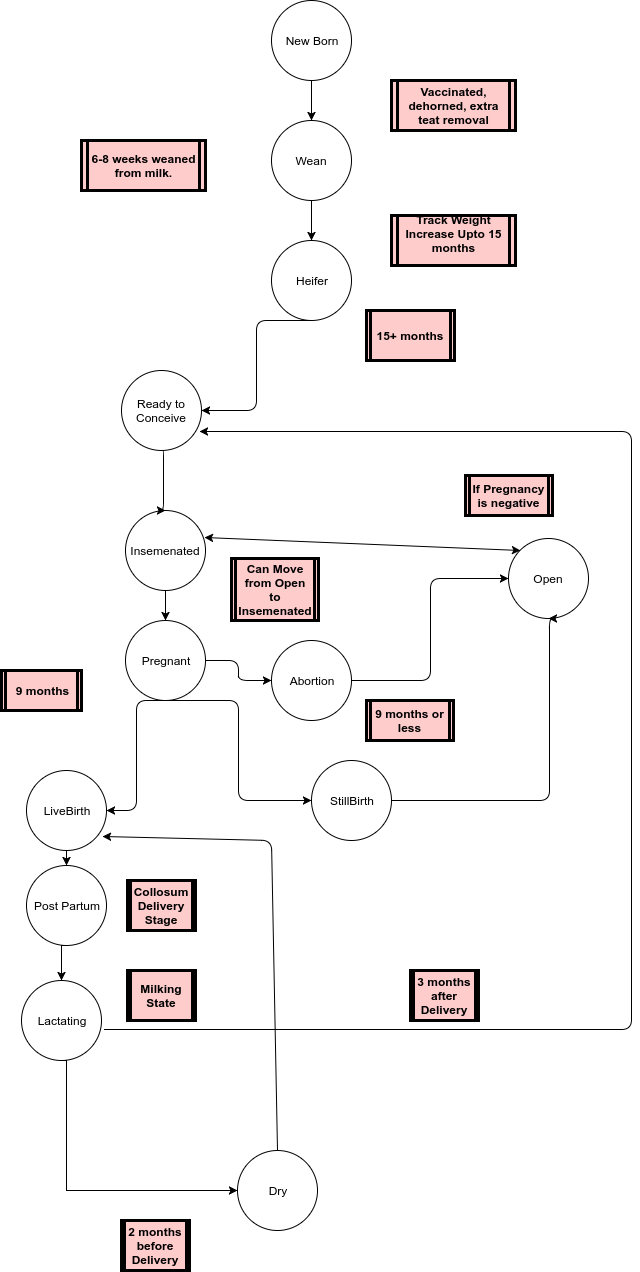 New Born
Vaccinated,
dehorned, extra
teat removal
6-8 weeks weaned
from milk.
Wean
Track Weight
Increase Upto 15
months
Heifer
15+ months
Ready to
Conceive
If Pregnancy
is negative
Insemenated
Can Move
from Open
to
Insemenated
Open
Pregnant
Abortion
9 months
9 months or
less
LiveBirth
StillBirth
Post Partum
Collosum
Delivery
Stage
Milking
State
3 months
after
Delivery
Lactating
Dry
2 months
before
Delivery